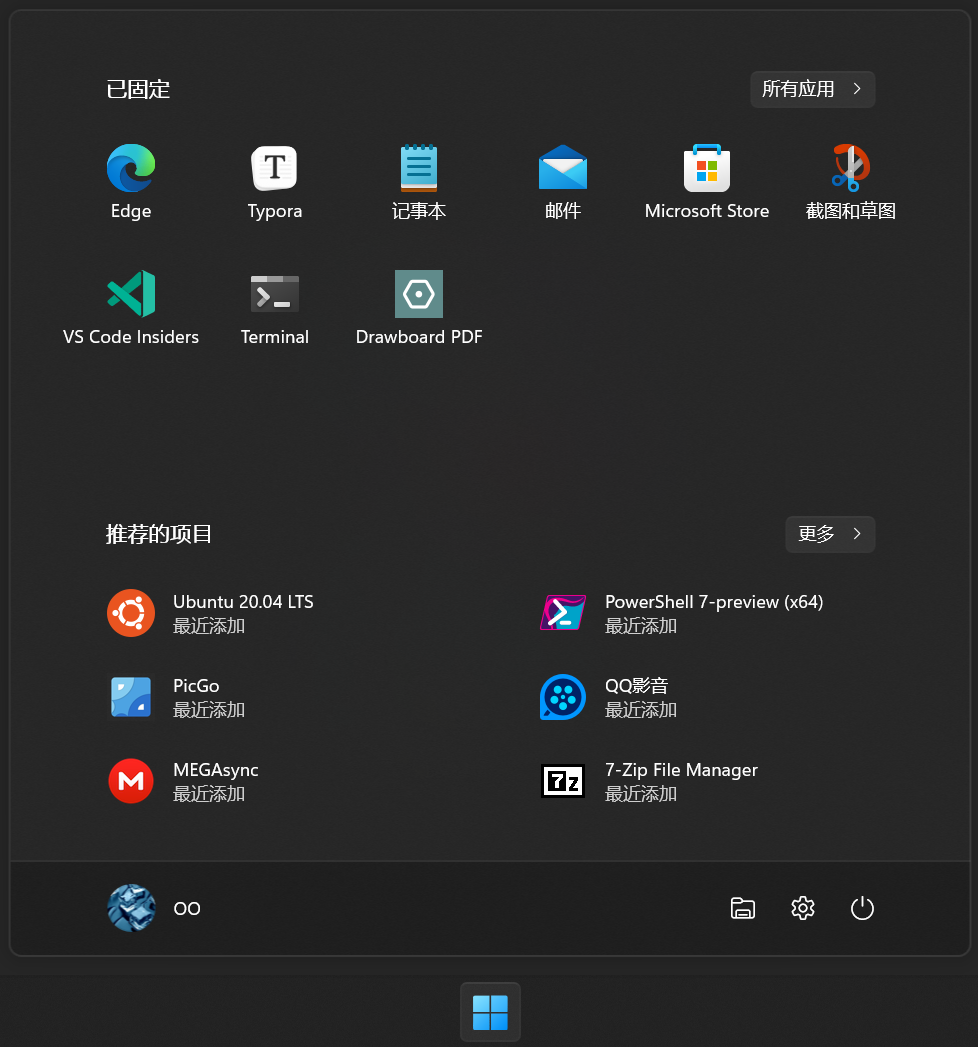 已固定
所有应用
Edge
Typora
记事本
邮件
Microsoft Store
截图和草图
VS Code Insiders
Terminal
Drawboard PDF
推荐的项目
更多
Ubuntu 20.04 LTS
最近添加
PowerShell 7-preview (x64)
最近添加
PicGo
最近添加
QQ影音
最近添加
MEGAsync
最近添加
7-Zip File Manager
最近添加
OO